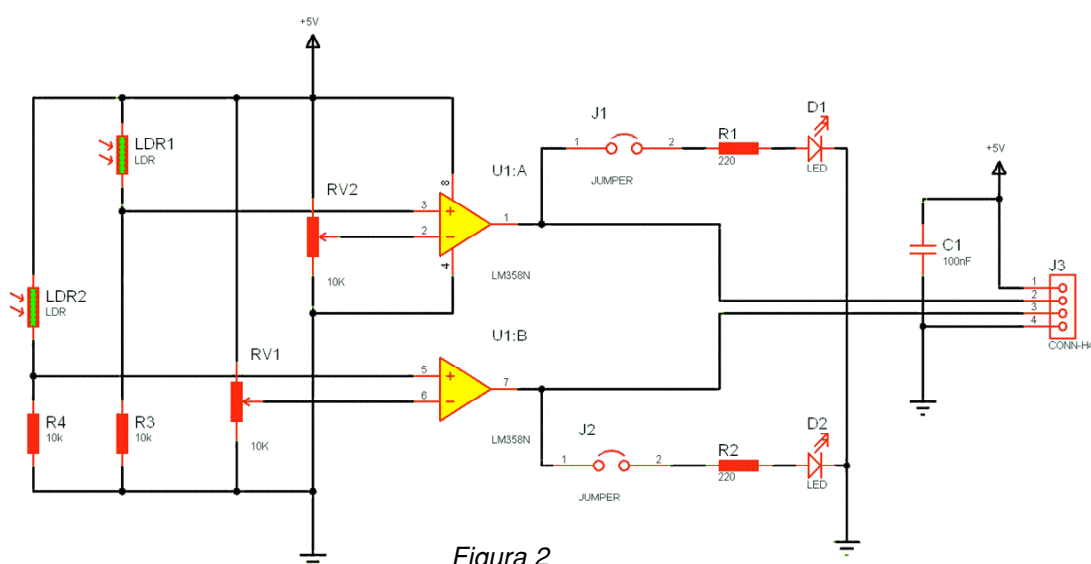 +5V
LDR1
LDR
LDR2
LDR
R4
10k
R3
10k
RV2
10K
RV1
10K
U1:A
8
3
2
4
1
LM358N
U1:B
5
6
7
LM358N
J1
1
2
JUMPER
R1
220
D1
LED
J2
1
2
JUMPER
R2
220
D2
LED
+5V
C1
100nF
J3
1
2
3
4
CONN-H4
Figura 2